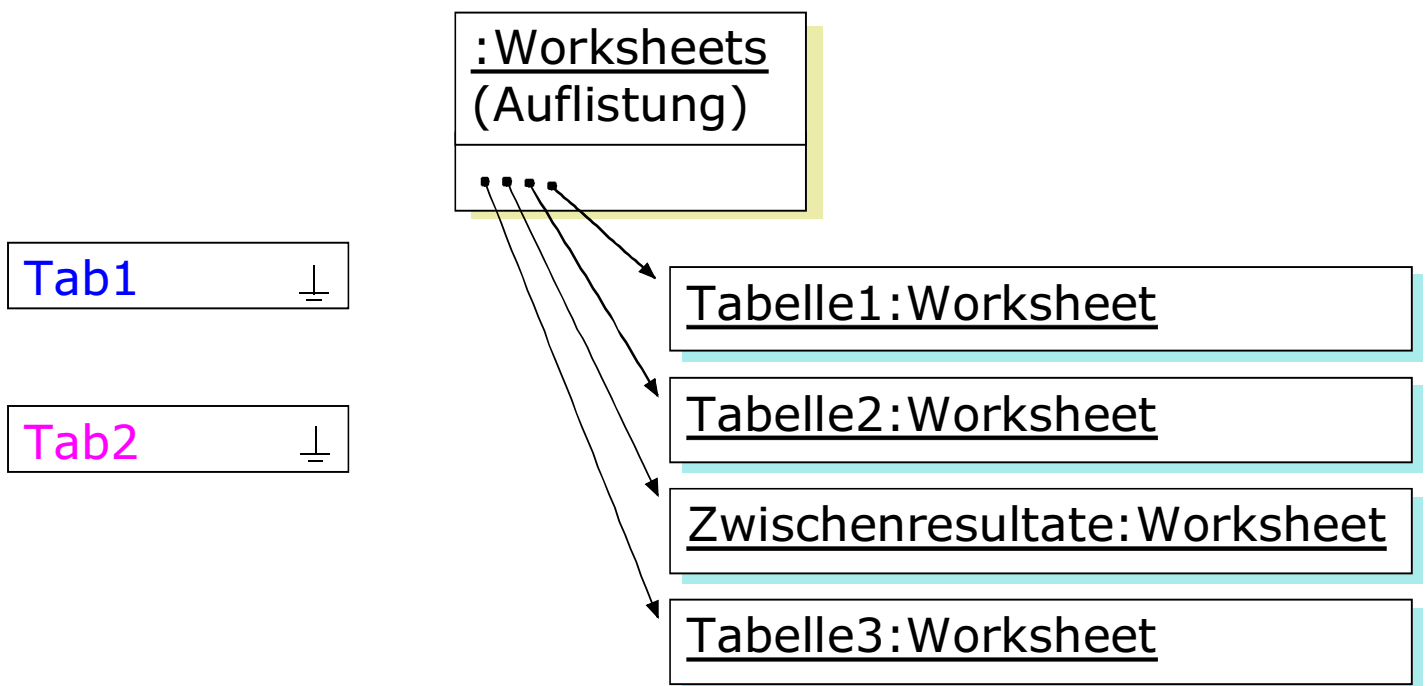 :Worksheets
(Auflistung)
Tab1
Tabelle1:Worksheet
Tabelle2:Worksheet
Tab2
Zwischenresultate:Worksheet
Tabelle3:Worksheet